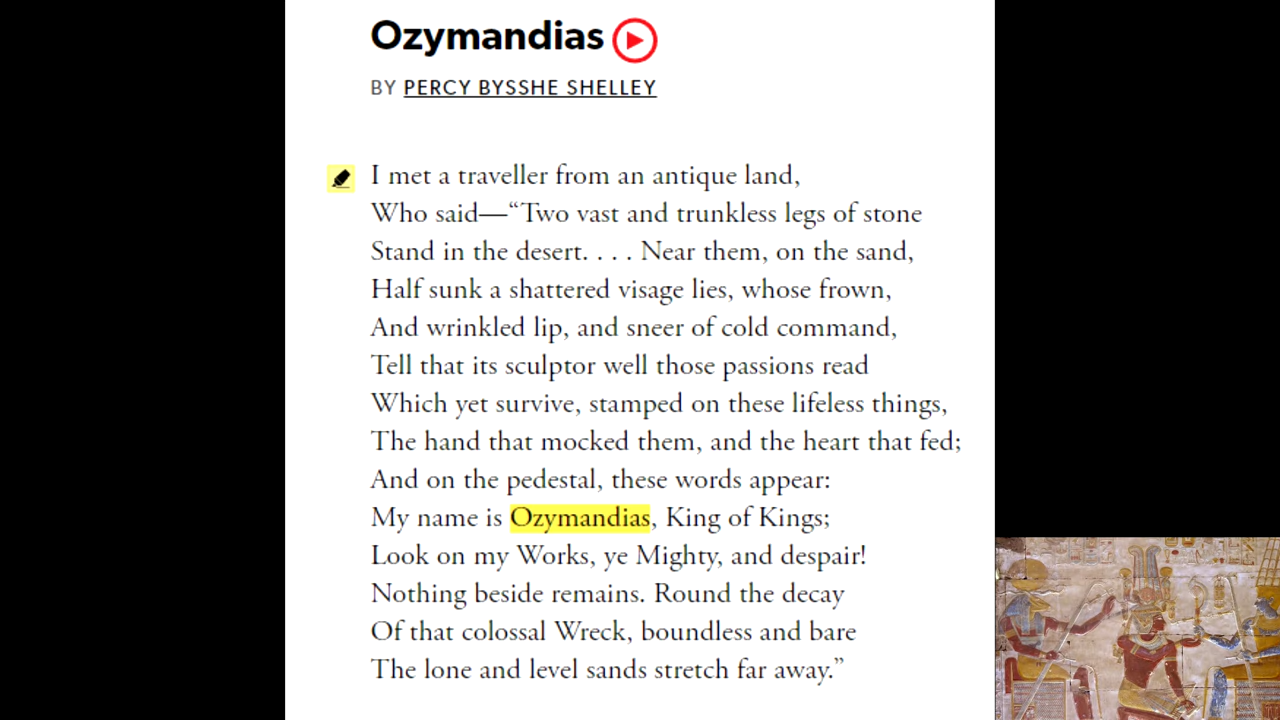 Ozymandias
BY PERCY BYSSHE SHELLEY
I met a traveller from an antique land,
Who said—“Two vast and trunkless legs of stone
Stand in the desert. . . . Near them, on the sand,
Half sunk a shattered visage lies, whose frown,
And wrinkled lip, and sneer of cold command,
Tell that its sculptor well those passions read
Which yet survive, stamped on these lifeless things,
The hand that mocked them, and the heart that fed;
And on the pedestal, these words appear:
My name is Ozymandias, King of Kings;
Look on my Works, ye Mighty, and despair!
Nothing beside remains. Round the decay
Of that colossal Wreck, boundless and bare
The lone and level sands stretch far away.”